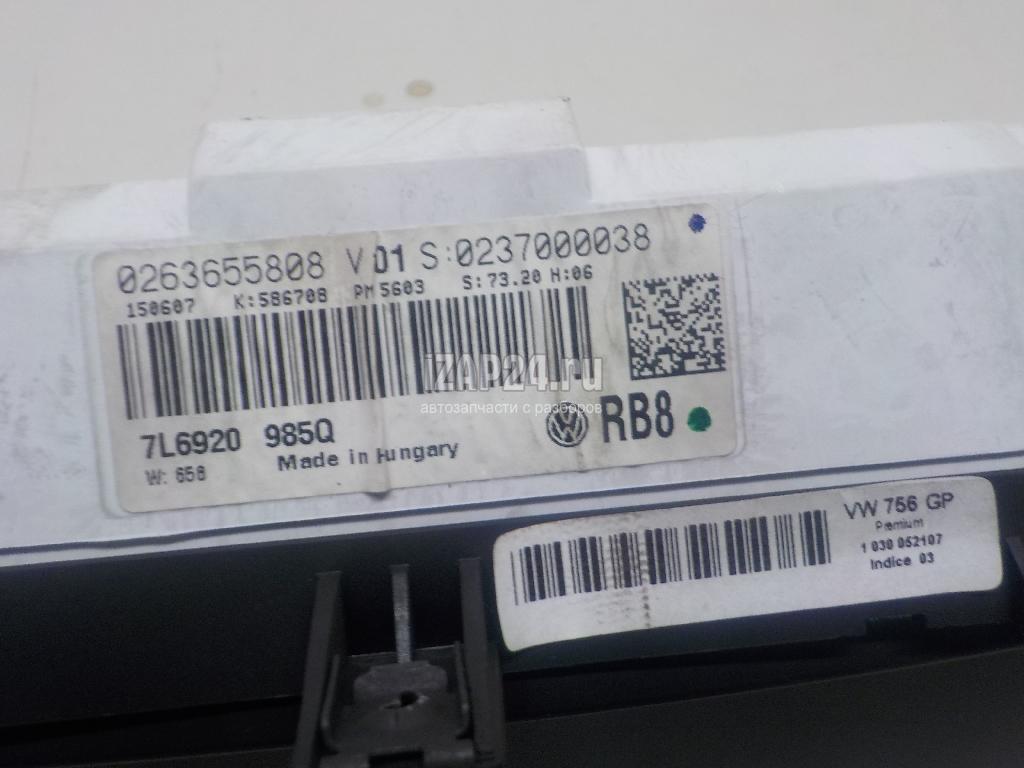 0263655808 V01 S:0237000038
150607 K:586708 PM5603 S:73.20 H:06
iZAP24.ru
автозапчасти с разборов
7L6920 985Q RB8
W: 658 Made in Hungary
VW 756 GP
Premium
1 030 052107
Indice 03